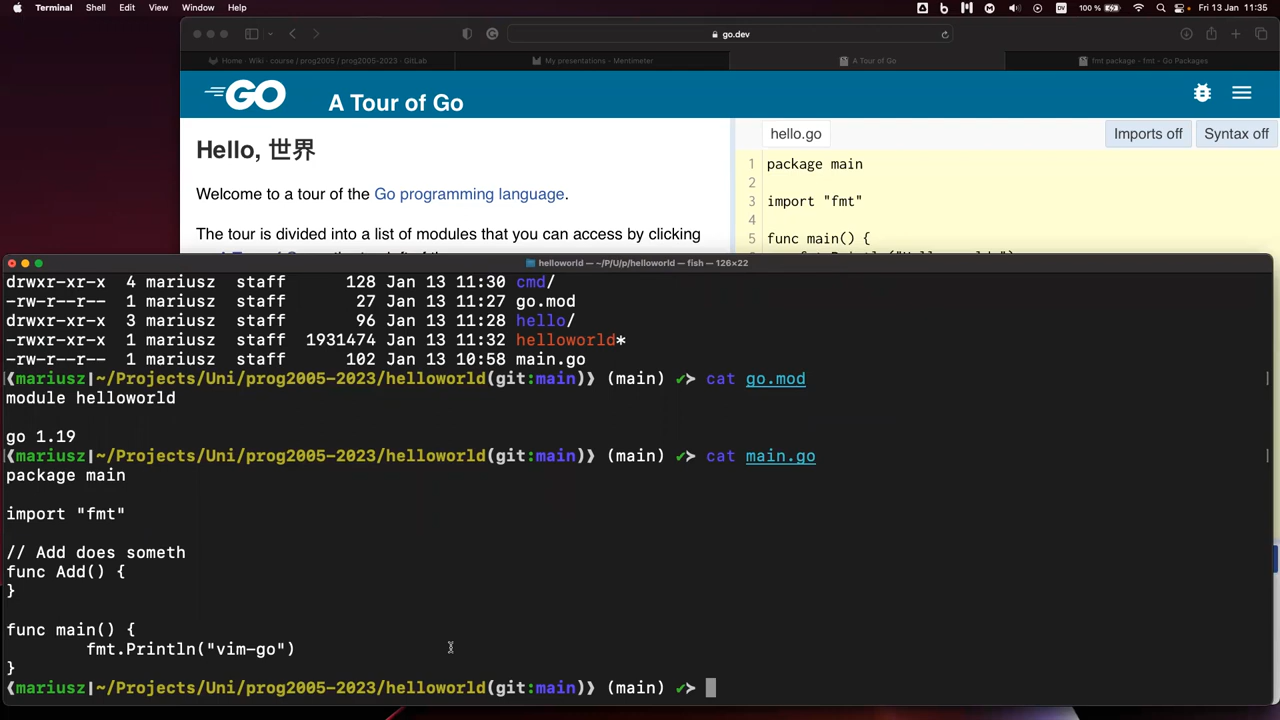 Terminal Shell Edit View Window Help 100 % Fri 13 Jan 11:35
go.dev
Home · Wiki · course / prog2005 / prog2005-2023 · GitLab
My presentations - Mentimeter
A Tour of Go
fmt package - fmt - Go Packages
GO A Tour of Go
Hello, 世界
Welcome to a tour of the Go programming language.
The tour is divided into a list of modules that you can access by clicking
hello.go Imports off Syntax off
1 package main
2
3 import "fmt"
4
5 func main() {
helloworld — ~/P/U/p/helloworld — fish — 126×22
drwxr-xr-x 4 mariusz staff 128 Jan 13 11:30 cmd/
-rw-r--r-- 1 mariusz staff 27 Jan 13 11:27 go.mod
drwxr-xr-x 3 mariusz staff 96 Jan 13 11:28 hello/
-rwxr-xr-x 1 mariusz staff 1931474 Jan 13 11:32 helloworld*
-rw-r--r-- 1 mariusz staff 102 Jan 13 10:58 main.go
⟪mariusz|~/Projects/Uni/prog2005-2023/helloworld(git:main)⟫ (main) ✔➤ cat go.mod
module helloworld
go 1.19
⟪mariusz|~/Projects/Uni/prog2005-2023/helloworld(git:main)⟫ (main) ✔➤ cat main.go
package main
import "fmt"
// Add does someth
func Add() {
}
func main() {
fmt.Println("vim-go")
}
⟪mariusz|~/Projects/Uni/prog2005-2023/helloworld(git:main)⟫ (main) ✔➤